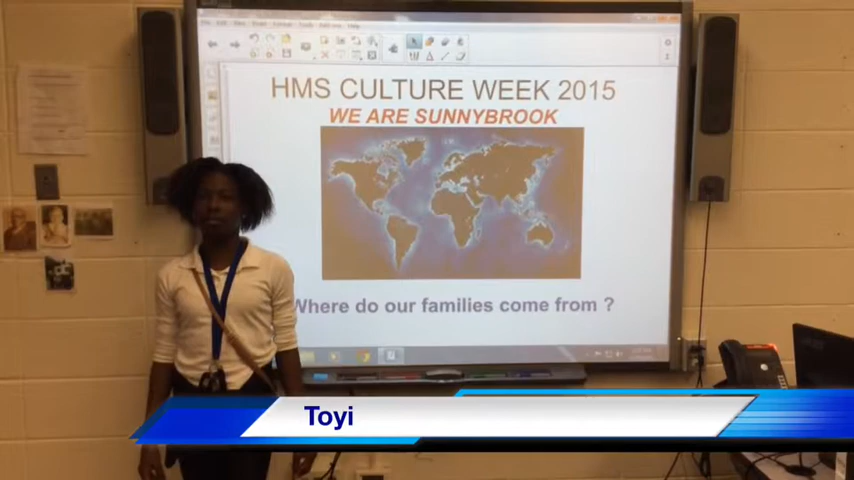 HMS CULTURE WEEK 2015
WE ARE SUNNYBROOK
Where do our families come from ?
Toyi